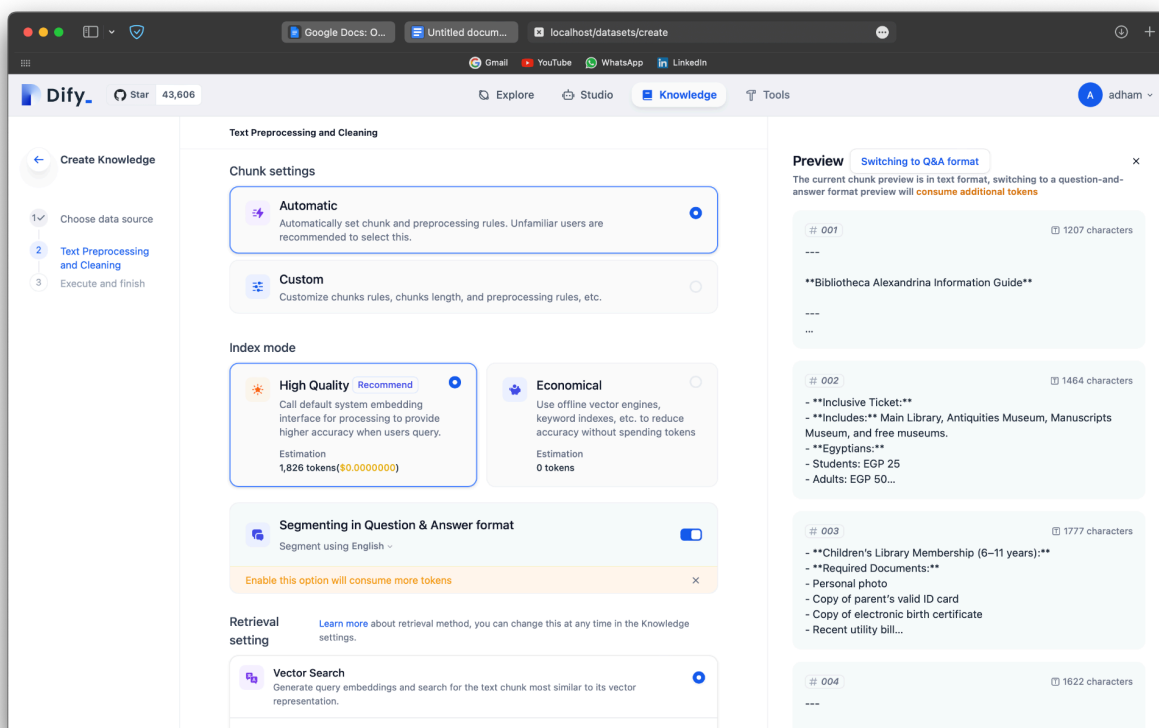 Google Docs: O...
Untitled docum...
localhost/datasets/create
Gmail
YouTube
WhatsApp
LinkedIn
Dify_
Star
43,606
Explore
Studio
Knowledge
Tools
A
adham
Create Knowledge
1
Choose data source
2
Text Preprocessing
and Cleaning
3
Execute and finish
Text Preprocessing and Cleaning
Chunk settings
Automatic
Automatically set chunk and preprocessing rules. Unfamiliar users are
recommended to select this.
Custom
Customize chunks rules, chunks length, and preprocessing rules, etc.
Index mode
High Quality
Recommend
Call default system embedding
interface for processing to provide
higher accuracy when users query.
Estimation
1,826 tokens($0.0000000)
Economical
Use offline vector engines,
keyword indexes, etc. to reduce
accuracy without spending tokens
Estimation
0 tokens
Segmenting in Question & Answer format
Segment using English
Enable this option will consume more tokens
Retrieval
setting
Learn more about retrieval method, you can change this at any time in the Knowledge
settings.
Vector Search
Generate query embeddings and search for the text chunk most similar to its vector
representation.
Preview
Switching to Q&A format
The current chunk preview is in text format, switching to a question-and-
answer format preview will consume additional tokens
# 001
1207 characters
---
**Bibliotheca Alexandrina Information Guide**
---
...
# 002
1464 characters
- **Inclusive Ticket:**
- **Includes:** Main Library, Antiquities Museum, Manuscripts
Museum, and free museums.
- **Egyptians:**
- Students: EGP 25
- Adults: EGP 50...
# 003
1777 characters
- **Children's Library Membership (6–11 years):**
- **Required Documents:**
- Personal photo
- Copy of parent's valid ID card
- Copy of electronic birth certificate
- Recent utility bill...
# 004
1622 characters
---